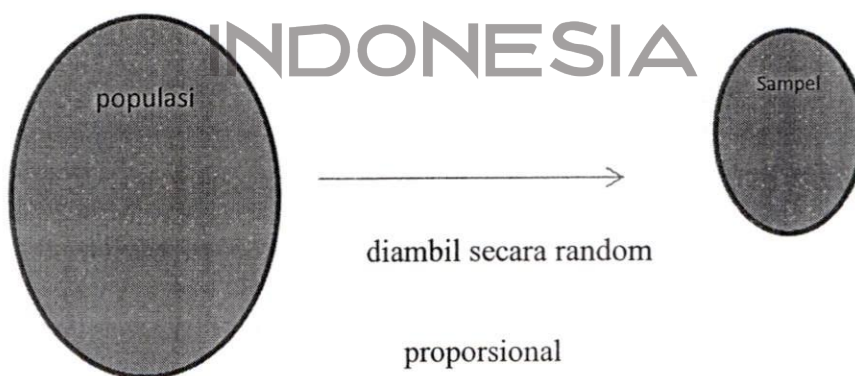 INDONESIA
populasi
Sampel
diambil secara random
proporsional